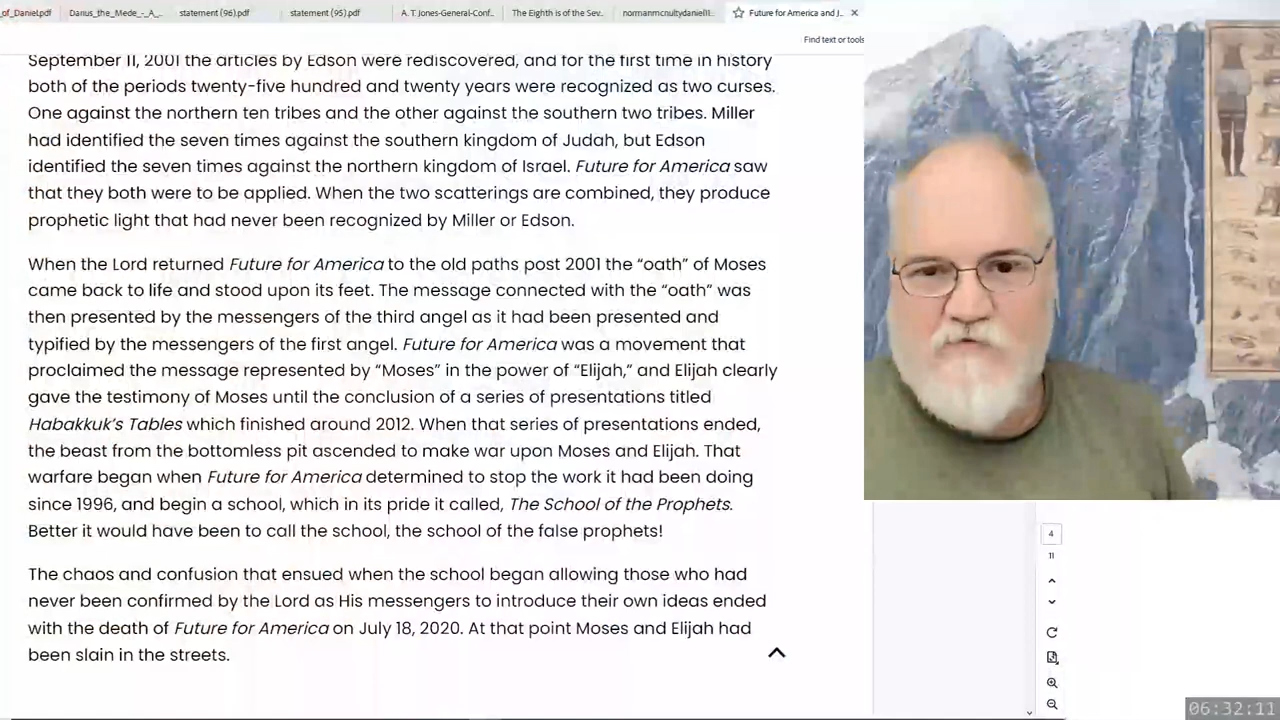 _of_Daniel.pdf
Darius_the_Mede_-_A_..
statement (96).pdf
statement (95).pdf
A. T. Jones-General-Conf..
The Eighth is of the Sev..
normanmcnultydanielll..
Future for America and J..
Find text or tools
September 11, 2001 the articles by Edson were rediscovered, and for the first time in history
both of the periods twenty-five hundred and twenty years were recognized as two curses.
One against the northern ten tribes and the other against the southern two tribes. Miller
had identified the seven times against the southern kingdom of Judah, but Edson
identified the seven times against the northern kingdom of Israel. Future for America saw
that they both were to be applied. When the two scatterings are combined, they produce
prophetic light that had never been recognized by Miller or Edson.
When the Lord returned Future for America to the old paths post 2001 the “oath” of Moses
came back to life and stood upon its feet. The message connected with the “oath” was
then presented by the messengers of the third angel as it had been presented and
typified by the messengers of the first angel. Future for America was a movement that
proclaimed the message represented by “Moses” in the power of “Elijah,” and Elijah clearly
gave the testimony of Moses until the conclusion of a series of presentations titled
Habakkuk’s Tables which finished around 2012. When that series of presentations ended,
the beast from the bottomless pit ascended to make war upon Moses and Elijah. That
warfare began when Future for America determined to stop the work it had been doing
since 1996, and begin a school, which in its pride it called, The School of the Prophets.
Better it would have been to call the school, the school of the false prophets!
The chaos and confusion that ensued when the school began allowing those who had
never been confirmed by the Lord as His messengers to introduce their own ideas ended
with the death of Future for America on July 18, 2020. At that point Moses and Elijah had
been slain in the streets.
4
11
06:32:11